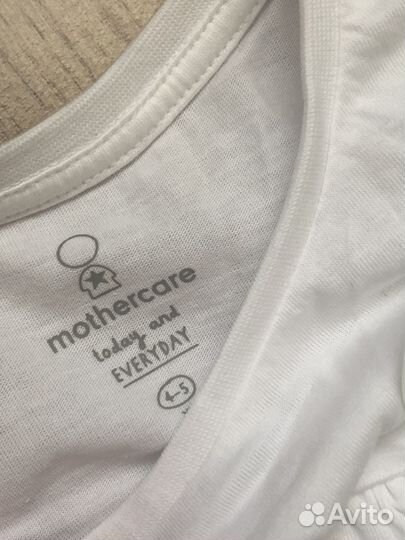 mothercare
today and
EVERYDAY
4-5
Avito